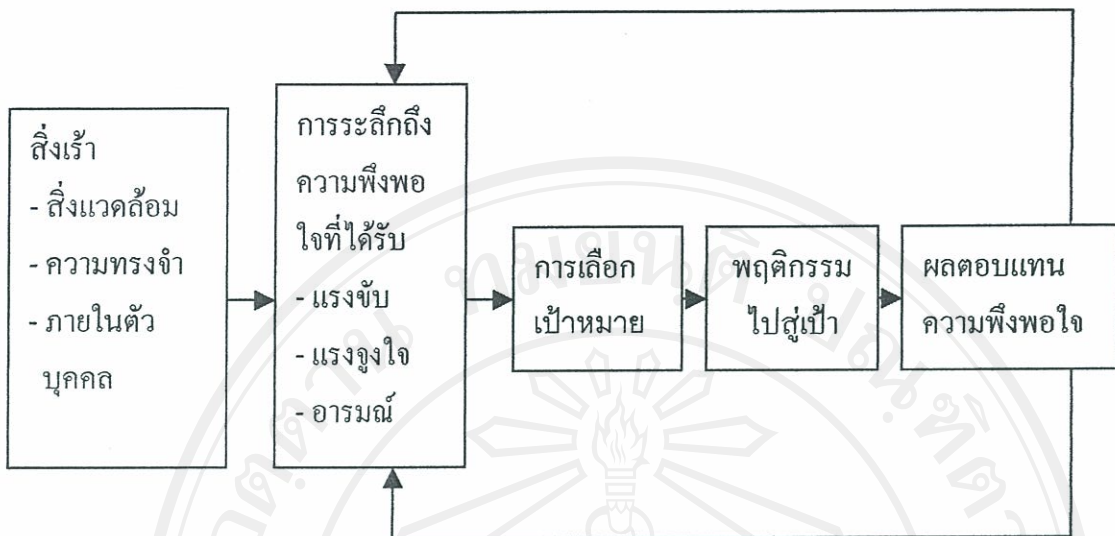 สิ่งเร้า
- สิ่งแวดล้อม
- ความทรงจำ
- ภายในตัว
บุคคล
การระลึกถึง
ความพึงพอ
ใจที่ได้รับ
- แรงขับ
- แรงจูงใจ
- อารมณ์
การเลือก
เป้าหมาย
พฤติกรรม
ไปสู่เป้า
ผลตอบแทน
ความพึงพอใจ